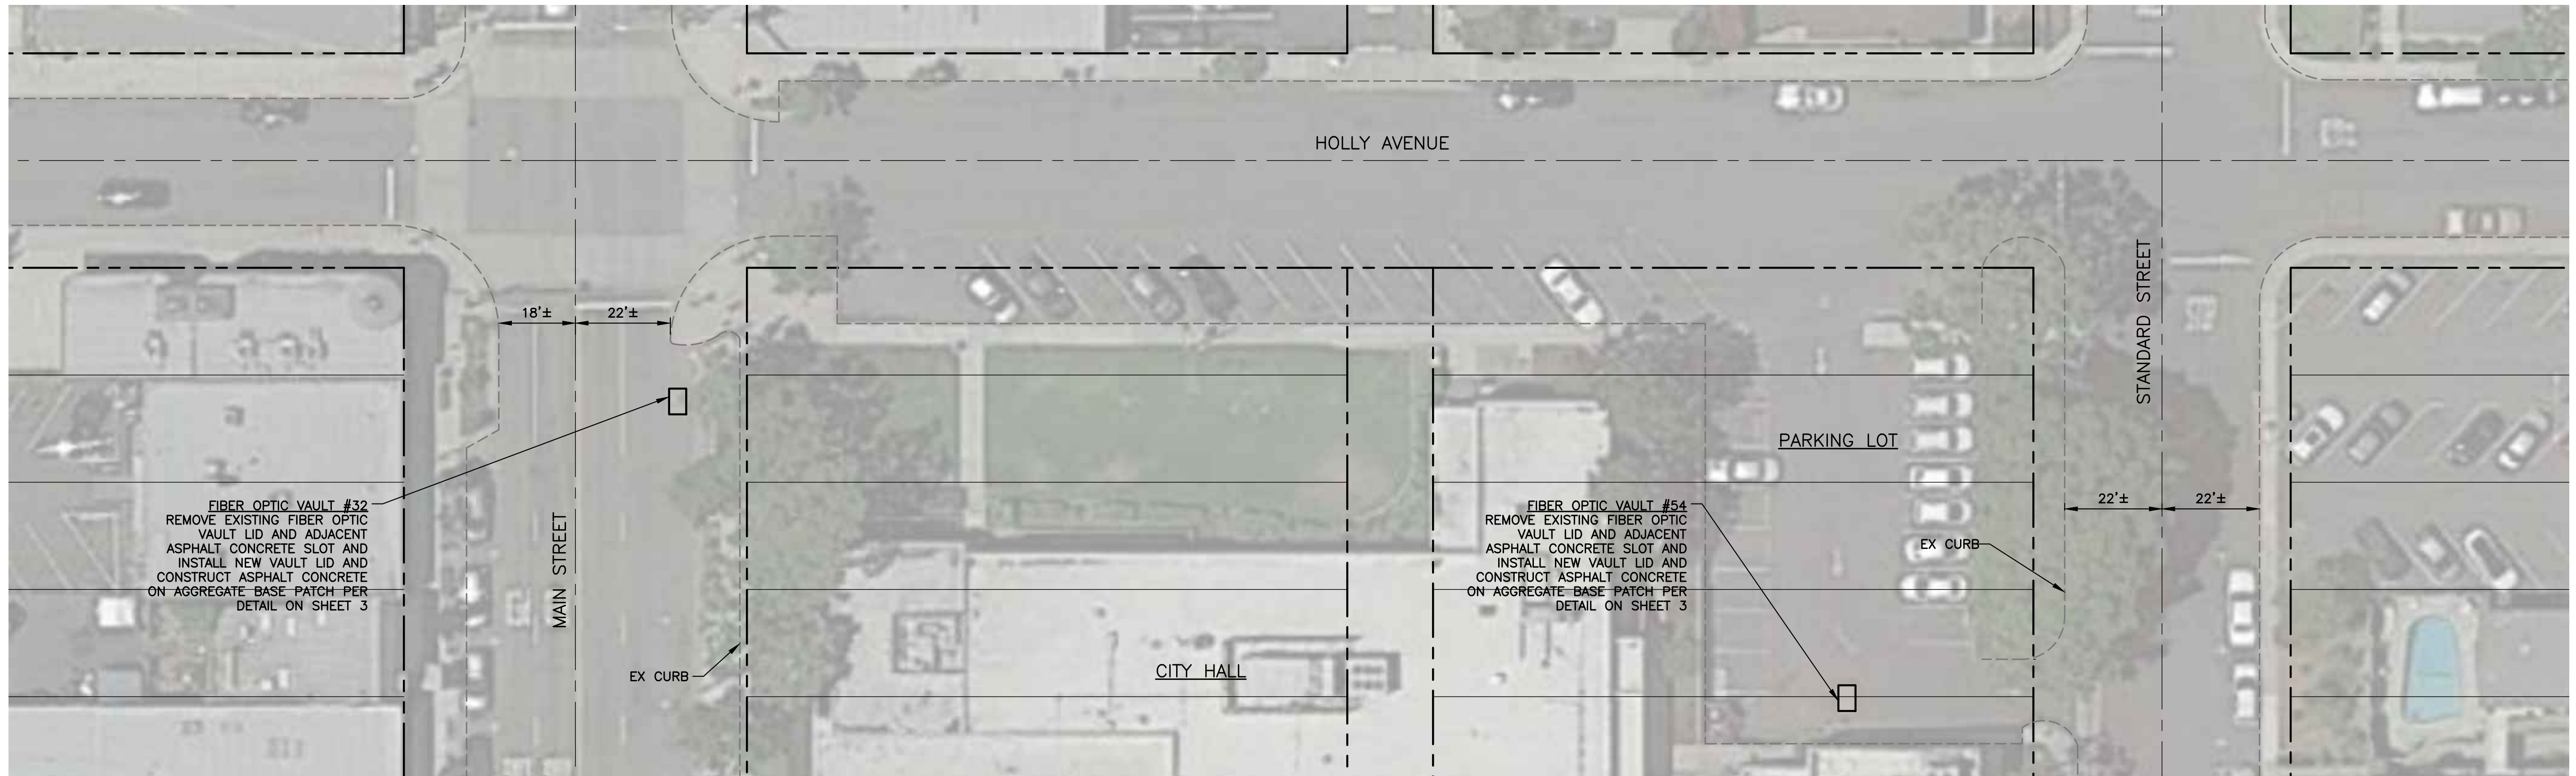 HOLLY AVENUE
18'±
22'±
STANDARD STREET
PARKING LOT
FIBER OPTIC VAULT #32
REMOVE EXISTING FIBER OPTIC
VAULT LID AND ADJACENT
ASPHALT CONCRETE SLOT AND
INSTALL NEW VAULT LID AND
CONSTRUCT ASPHALT CONCRETE
ON AGGREGATE BASE PATCH PER
DETAIL ON SHEET 3
MAIN STREET
FIBER OPTIC VAULT #54
REMOVE EXISTING FIBER OPTIC
VAULT LID AND ADJACENT
ASPHALT CONCRETE SLOT AND
INSTALL NEW VAULT LID AND
CONSTRUCT ASPHALT CONCRETE
ON AGGREGATE BASE PATCH PER
DETAIL ON SHEET 3
22'±
22'±
EX CURB
EX CURB
CITY HALL